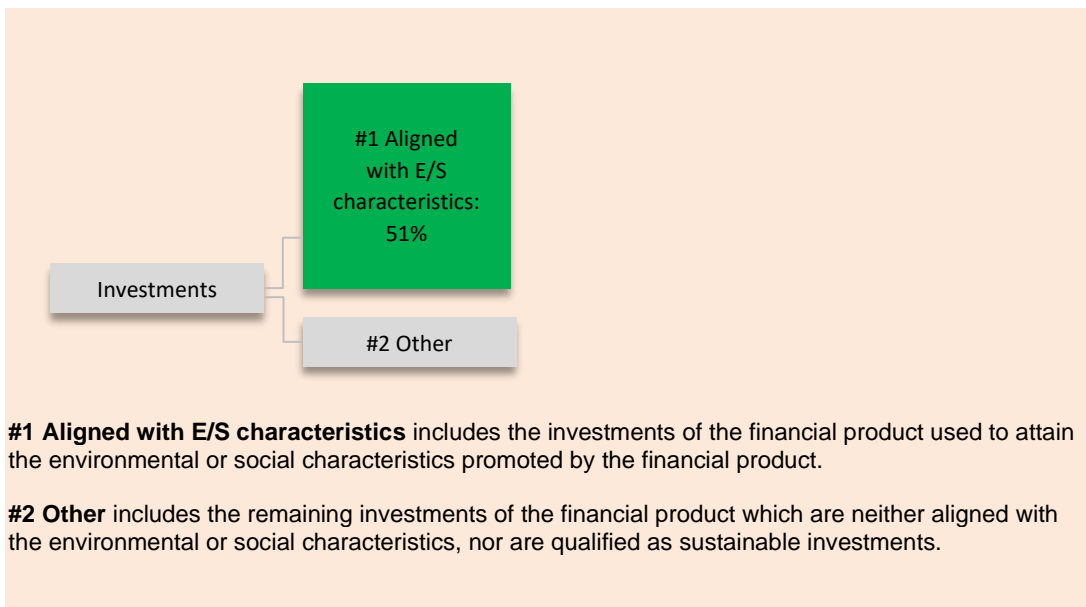 #1 Aligned
with E/S
characteristics:
51%
Investments
#2 Other
#1 Aligned with E/S characteristics includes the investments of the financial product used to attain
the environmental or social characteristics promoted by the financial product.
#2 Other includes the remaining investments of the financial product which are neither aligned with
the environmental or social characteristics, nor are qualified as sustainable investments.